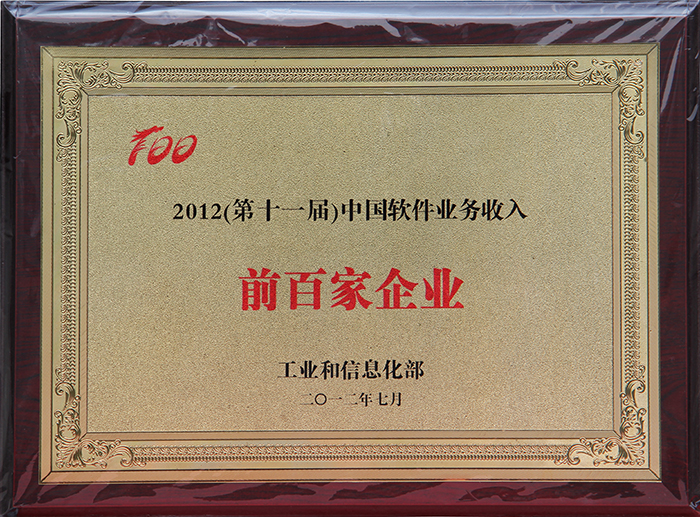 100
2012(第十一届)中国软件业务收入
前百家企业
工业和信息化部
二〇一二年七月